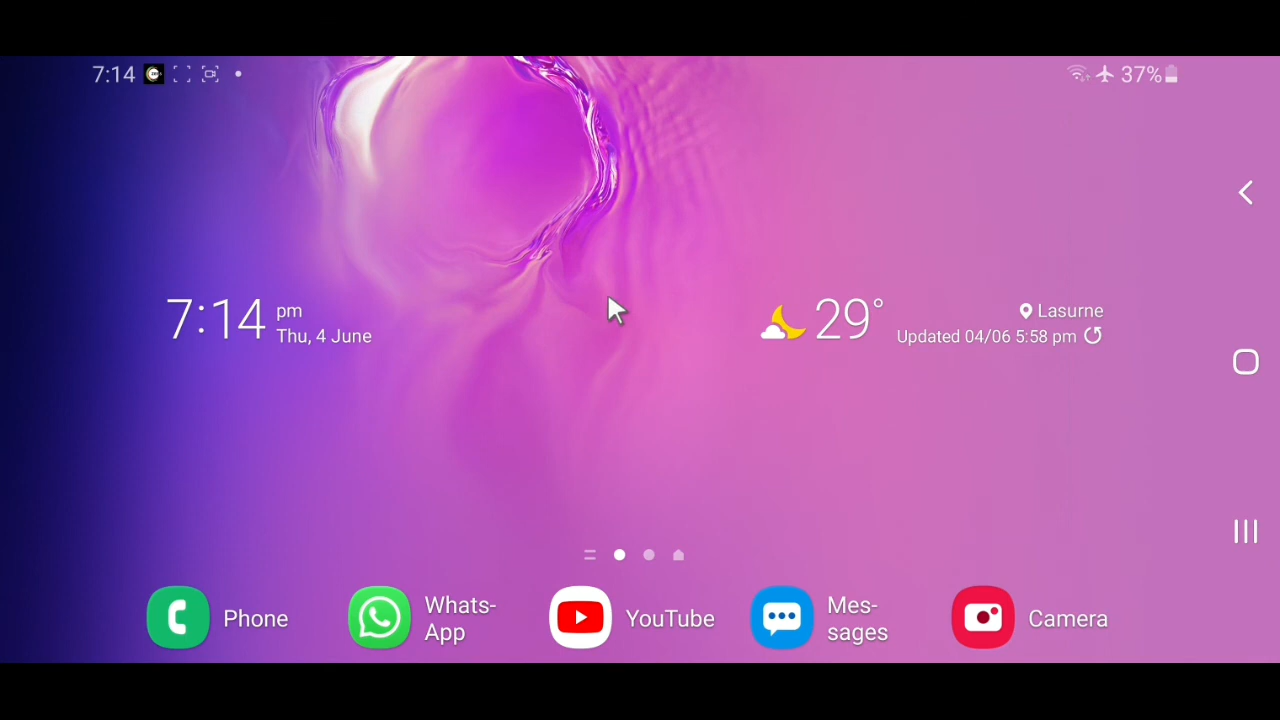 7:14
37%
7:14 pm
Thu, 4 June
29°
Lasurne
Updated 04/06 5:58 pm
Phone
Whats-
App
YouTube
Mes-
sages
Camera